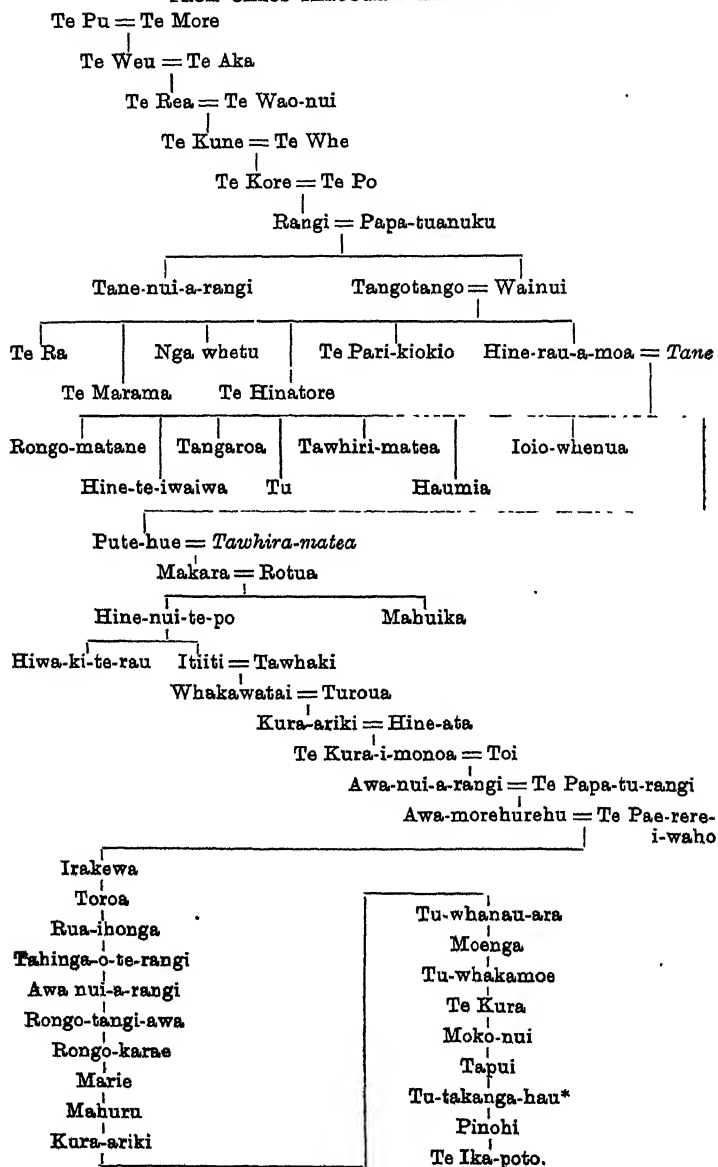 Te Pu = Te More
Te Weu = Te Aka
Te Rea = Te Wao-nui
Te Kune = Te Whe
Te Kore = Te Po
Rangi = Papa-tuanuku
Tane-nui-a-rangi Tangotango = Wainui
Te Ra Nga whetu Te Pari-kiokio Hine-rau-a-moa = Tane
Te Marama Te Hinatore
Rongo-matane Tangaroa Tawhiri-matea Ioio-whenua
Hine-te-iwaiwa Tu Haumia
Pute-hue = Tawhira-matea
Makara = Rotua
Hine-nui-te-po Mahuika
Hiwa-ki-te-rau Itiiti = Tawhaki
Whakawatai = Turoua
Kura-ariki = Hine-ata
Te Kura-i-monoa = Toi
Awa-nui-a-rangi = Te Papa-tu-rangi
Awa-morehurehu = Te Pae-rere-
i-waho
Irakewa
Toroa
Rua-ihonga
Tahinga-o-te-rangi
Awa nui-a-rangi
Rongo-tangi-awa
Rongo-karae
Marie
Mahuru
Kura-ariki
Tu-whanau-ara
Moenga
Tu-whakamoe
Te Kura
Moko-nui
Tapui
Tu-takanga-hau*
Pinohi
Te Ika-poto.